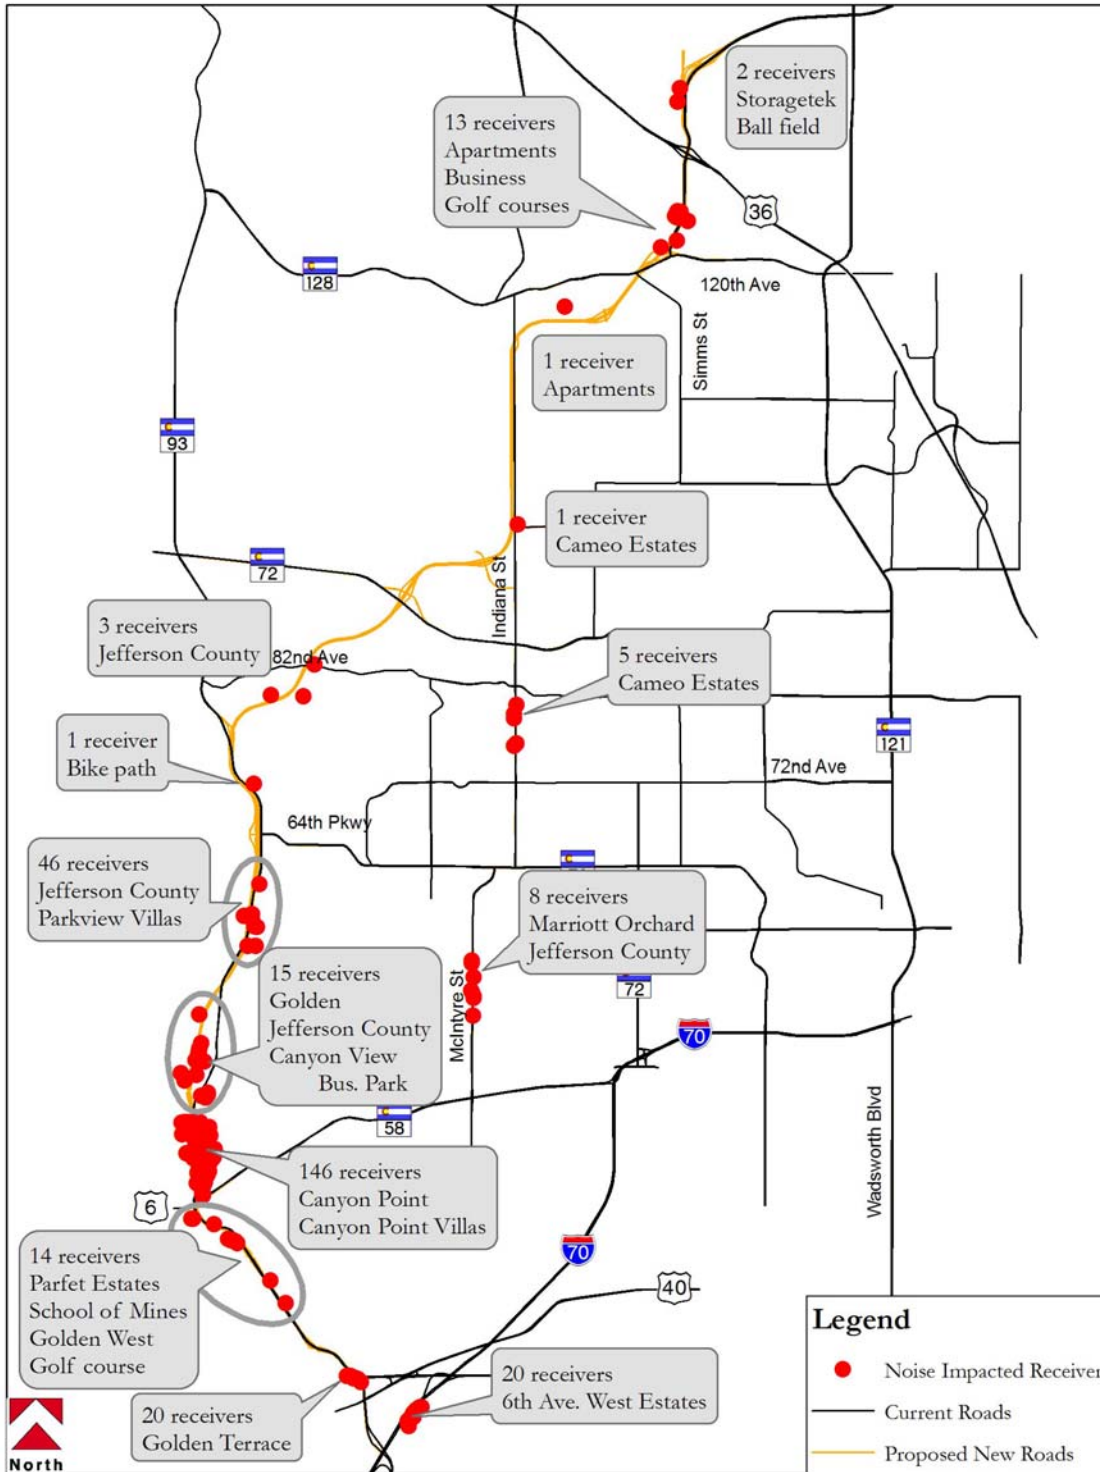 2 receivers
Storagetek
Ball field
13 receivers
Apartments
Business
Golf courses
36
128
120th Ave
Simms St
1 receiver
Apartments
93
1 receiver
Cameo Estates
72
Indiana St
3 receivers
Jefferson County
82nd Ave
5 receivers
Cameo Estates
121
1 receiver
Bike path
72nd Ave
64th Pkwy
46 receivers
Jefferson County
Parkview Villas
8 receivers
Marriott Orchard
Jefferson County
72
McIntyre St
15 receivers
Golden
Jefferson County
Canyon View
Bus. Park
70
58
Wadsworth Blvd
146 receivers
Canyon Point
Canyon Point Villas
6
70
14 receivers
Parfet Estates
School of Mines
Golden West
Golf course
40
20 receivers
6th Ave. West Estates
20 receivers
Golden Terrace
North
Legend
Noise Impacted Receiver
Current Roads
Proposed New Roads